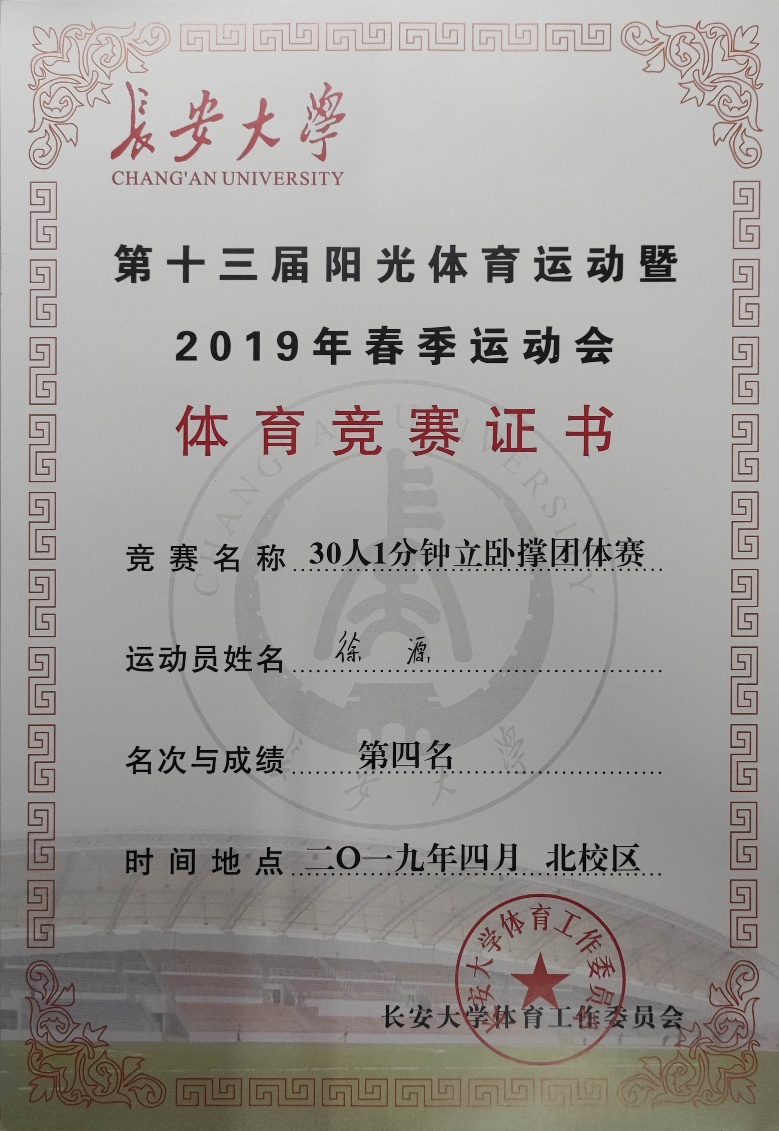 長安大學
CHANG'AN UNIVERSITY
第十三届阳光体育运动暨
2019年春季运动会
体育竞赛证书
CHANG'AN UNIVERSITY
竞赛名称 30人1分钟立卧撑团体赛
运动员姓名 徐源
名次与成绩 第四名
长安大学
时间地点 二〇一九年四月 北校区
长安大学体育工作委员会
长安大学体育工作委员会